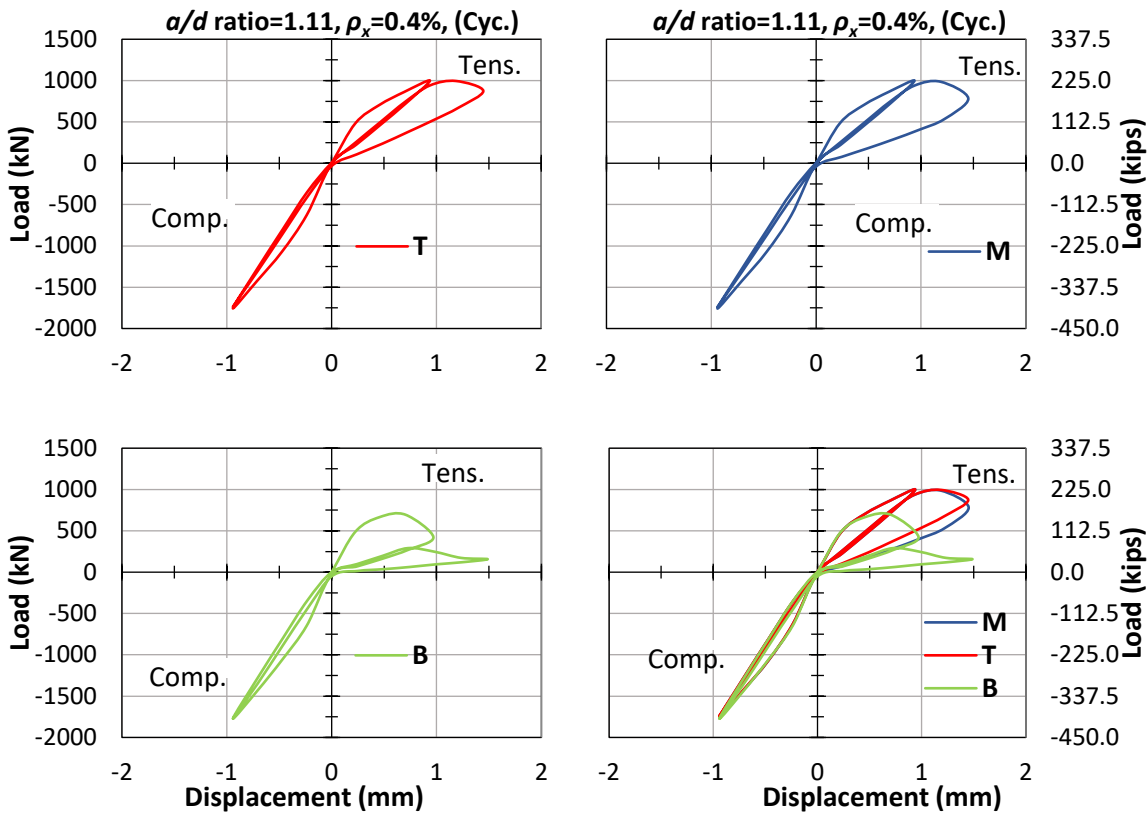 a/d ratio=1.11, ρx=0.4%, (Cyc.)
a/d ratio=1.11, ρx=0.4%, (Cyc.)
Load (kN)
1500
1000
500
0
-500
-1000
-1500
-2000
-2
-1
0
1
2
Tens.
Comp.
T
Tens.
Comp.
M
337.5
225.0
112.5
0.0
-112.5
-225.0
-337.5
-450.0
Load (kips)
-2
-1
0
1
2
Load (kN)
1500
1000
500
0
-500
-1000
-1500
-2000
-2
-1
0
1
2
Displacement (mm)
Tens.
Comp.
B
Tens.
Comp.
M
T
B
337.5
225.0
112.5
0.0
-112.5
-225.0
-337.5
-450.0
Load (kips)
-2
-1
0
1
2
Displacement (mm)